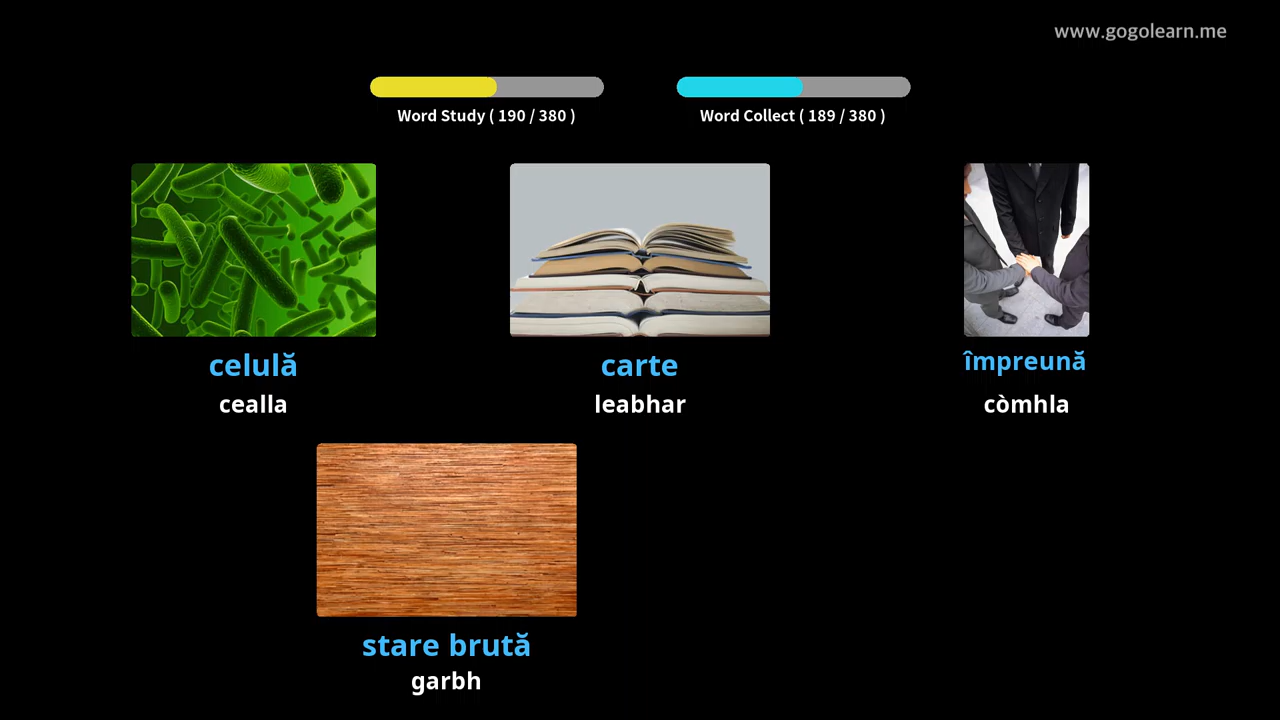 www.gogolearn.me
Word Study ( 190 / 380 )
Word Collect ( 189 / 380 )
celulă
carte
împreună
cealla
leabhar
còmhla
stare brută
garbh